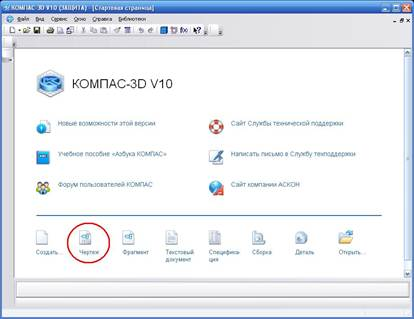 КОМПАС-3D V10 (ЗАЩИТА) - [Стартовая страница]
Файл Вид Сервис Окно Справка Библиотеки
КОМПАС-3D V10
Новые возможности этой версии
Сайт Службы технической поддержки
Учебное пособие «Азбука КОМПАС»
Написать письмо в Службу техподдержки
Форум пользователей КОМПАС
Сайт компании АСКОН
Создать... Чертеж Фрагмент Текстовый документ Специфика-ция Сборка Деталь Открыть...